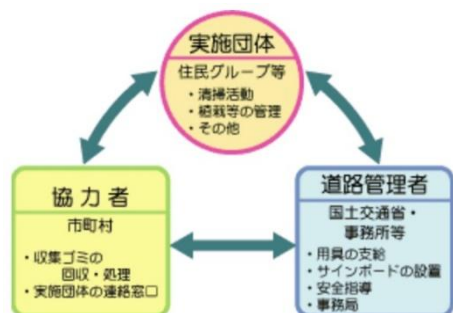 実施団体
住民グループ等
・清掃活動
・植栽等の管理
・その他
協力者
市町村
・収集ゴミの
回収・処理
・実施団体の連絡窓口
道路管理者
国土交通省・
事務所等
・用具の支給
・サインボードの設置
・安全指導
・事務局